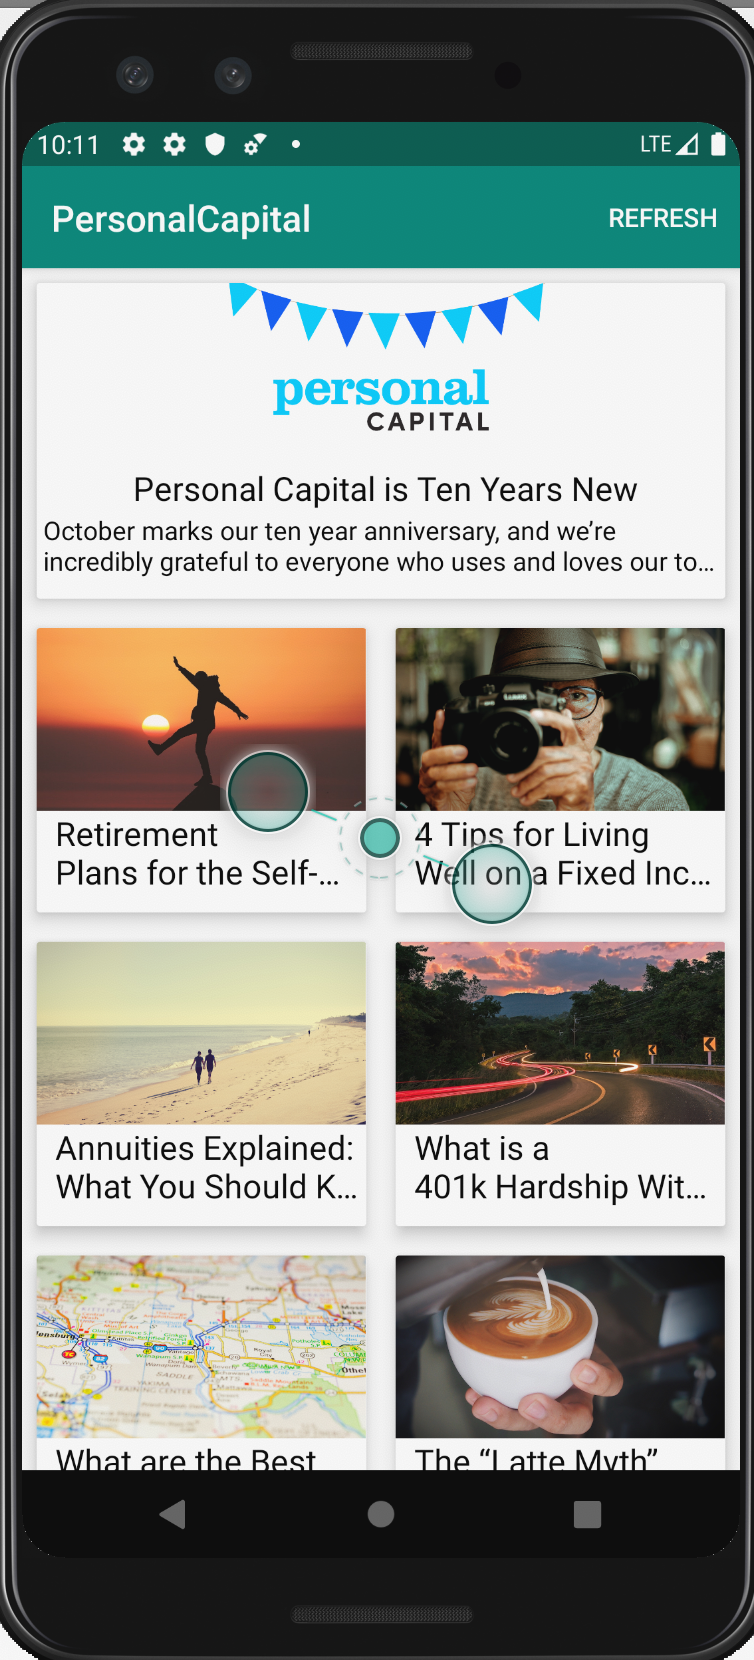 10:11
LTE
PersonalCapital
REFRESH
personal
CAPITAL
Personal Capital is Ten Years New
October marks our ten year anniversary, and we're
incredibly grateful to everyone who uses and loves our to...
Retirement
Plans for the Self-...
4 Tips for Living
Well on a Fixed Inc...
Annuities Explained:
What You Should K...
What is a
401k Hardship Wit...
What are the Best
The “Latte Myth”